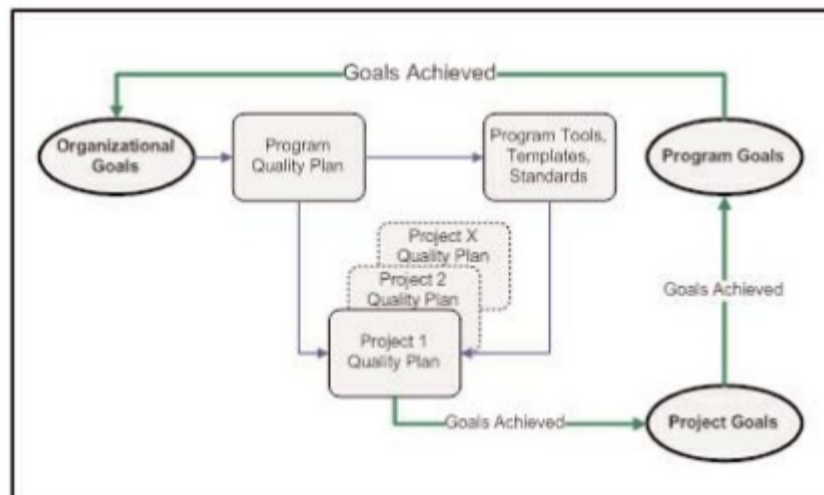 Goals Achieved
Organizational
Goals
Program
Quality Plan
Program Tools,
Templates,
Standards
Program Goals
Project X
Quality Plan
Project 2
Quality Plan
Project 1
Quality Plan
Goals Achieved
Goals Achieved
Project Goals